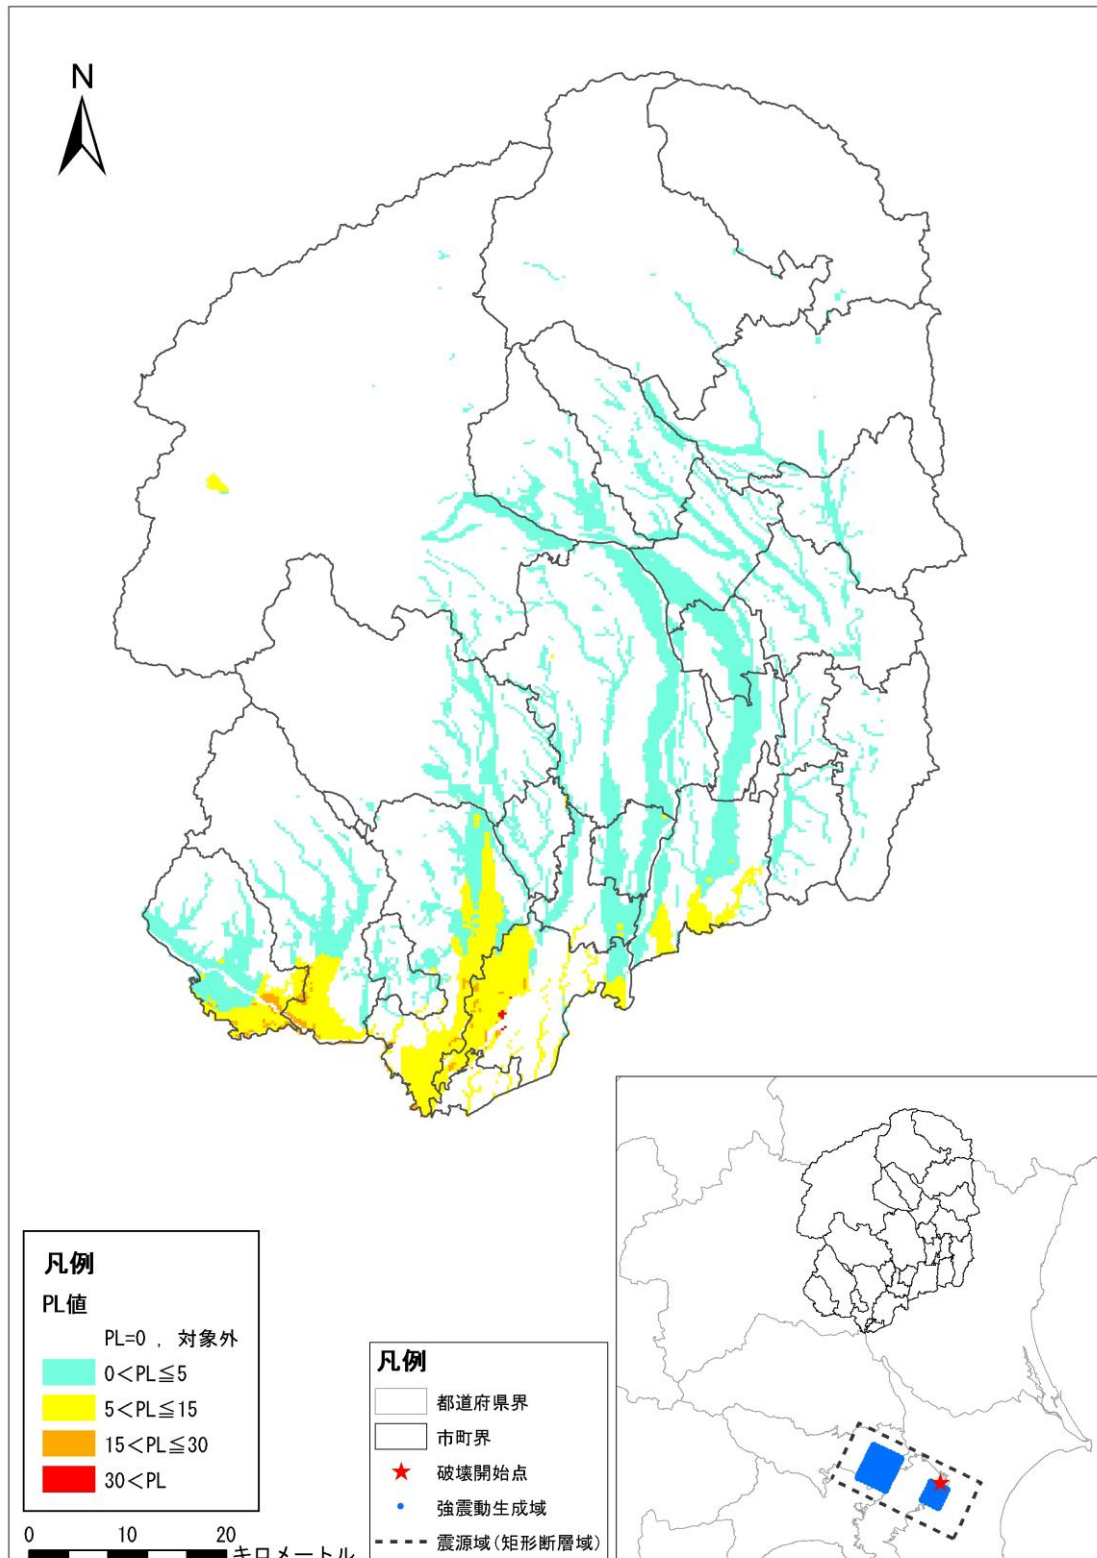 N
凡例
PL値
PL=0 , 対象外
0<PL≦5
5<PL≦15
15<PL≦30
30<PL
0 10 20
キロメートル
凡例
都道府県界
市町界
破壊開始点
強震動生成域
震源域(矩形断層域)